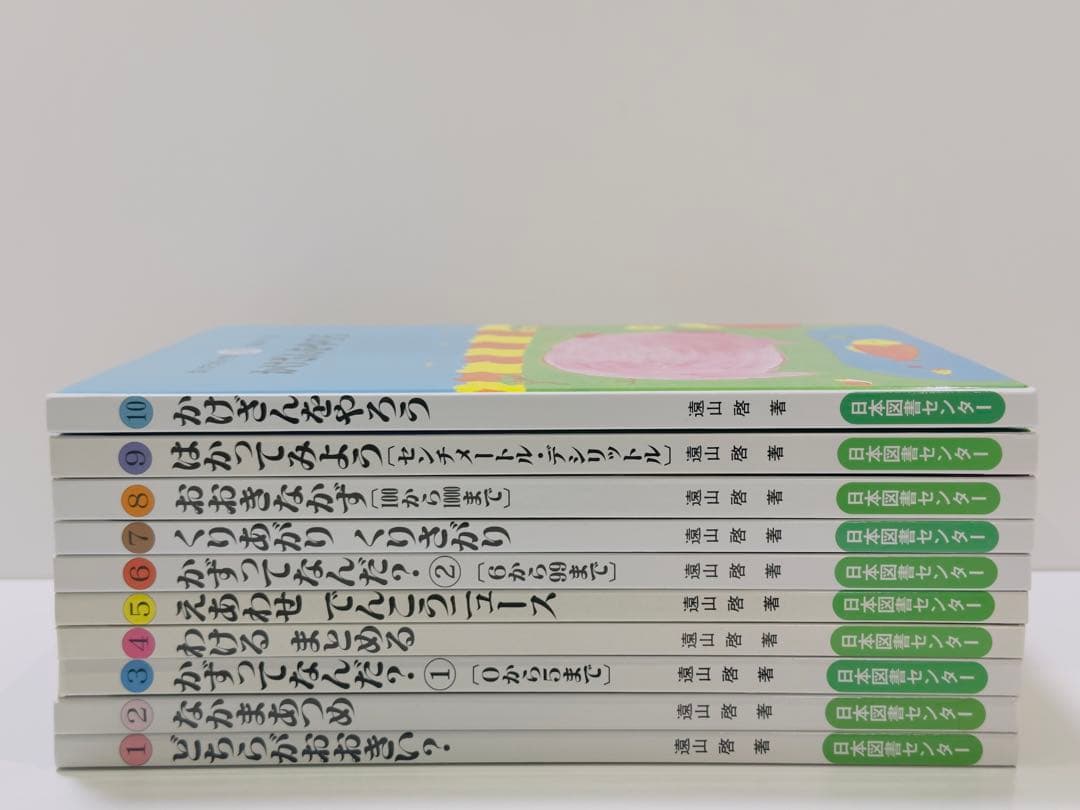 10 かけざんをやろう 遠山 啓 著 日本図書センター
9 はかってみよう〔センチメートル・デシリットル〕 遠山 啓 著 日本図書センター
8 おおきなかず〔100から1000まで〕 遠山 啓 著 日本図書センター
7 くりあがり くりさがり 遠山 啓 著 日本図書センター
6 かずってなんだ?② 〔6から99まで〕 遠山 啓 著 日本図書センター
5 えあわせ でんこうニュース 遠山 啓 著 日本図書センター
4 わける まとめる 遠山 啓 著 日本図書センター
3 かずってなんだ?① 〔0から5まで〕 遠山 啓 著 日本図書センター
2 なかまあつめ 遠山 啓 著 日本図書センター
1 どちらがおおきい? 遠山 啓 著 日本図書センター